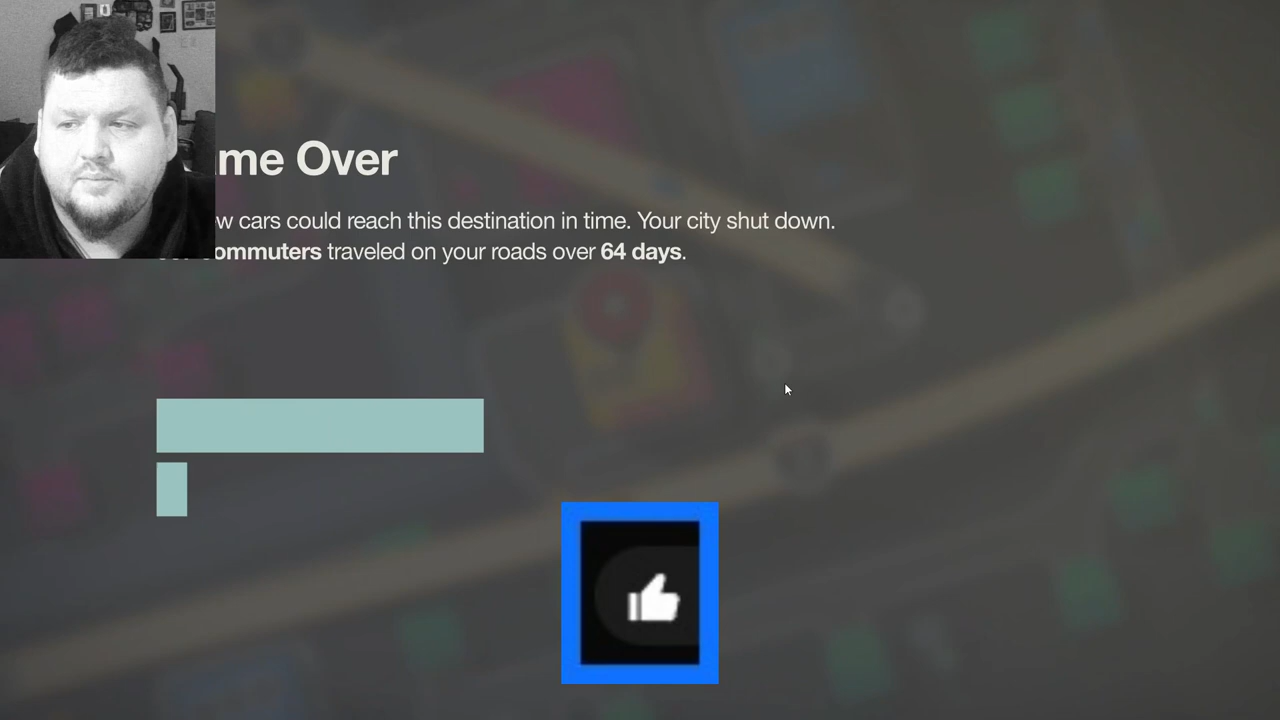 me Over
w cars could reach this destination in time. Your city shut down.
ommuters traveled on your roads over 64 days.